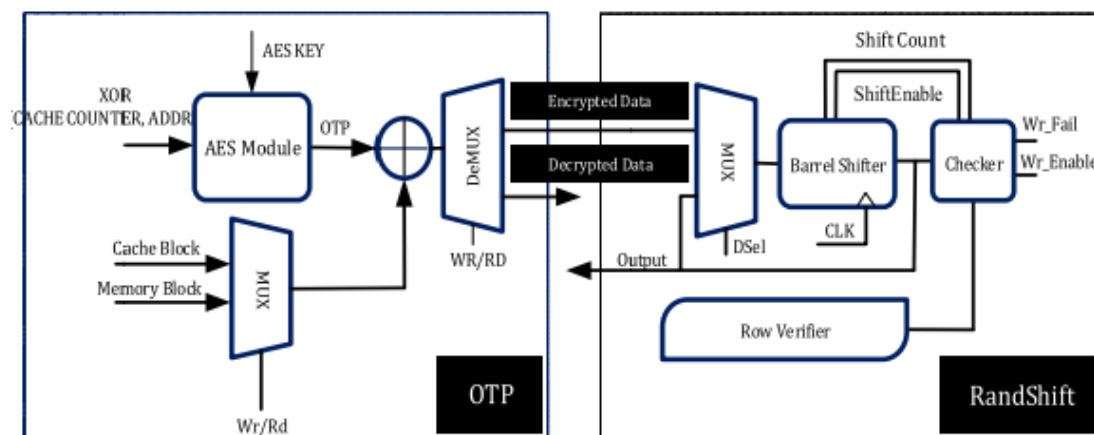 AES KEY
XOR
CACHE COUNTER, ADDR
AES Module
OTP
DeMUX
Encrypted Data
Decrypted Data
WR/RD
Cache Block
Memory Block
MUX
Wr/Rd
OTP
Shift Count
ShiftEnable
MUX
Barrel Shifter
Checker
Wr_Fail
Wr_Enable
CLK
DSel
Output
Row Verifier
RandShift